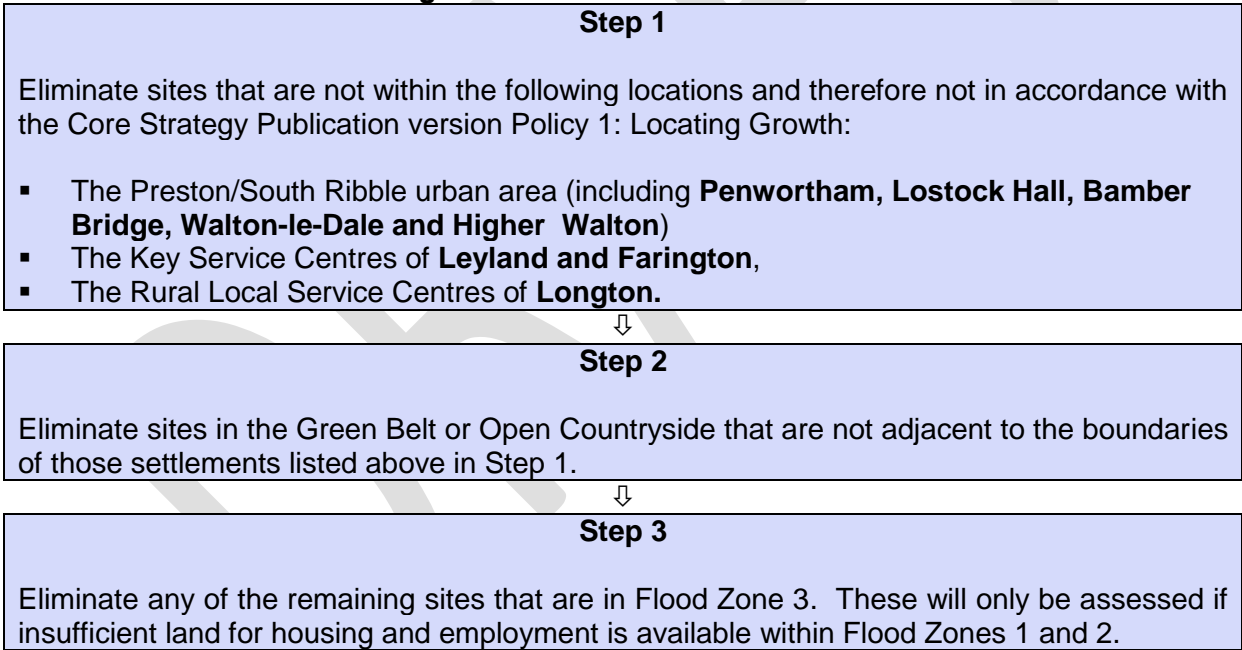 Step 1
Eliminate sites that are not within the following locations and therefore not in accordance with
the Core Strategy Publication version Policy 1: Locating Growth:
▪ The Preston/South Ribble urban area (including Penwortham, Lostock Hall, Bamber
Bridge, Walton-le-Dale and Higher Walton)
▪ The Key Service Centres of Leyland and Farington,
▪ The Rural Local Service Centres of Longton.
⇩
Step 2
Eliminate sites in the Green Belt or Open Countryside that are not adjacent to the boundaries
of those settlements listed above in Step 1.
⇩
Step 3
Eliminate any of the remaining sites that are in Flood Zone 3. These will only be assessed if
insufficient land for housing and employment is available within Flood Zones 1 and 2.